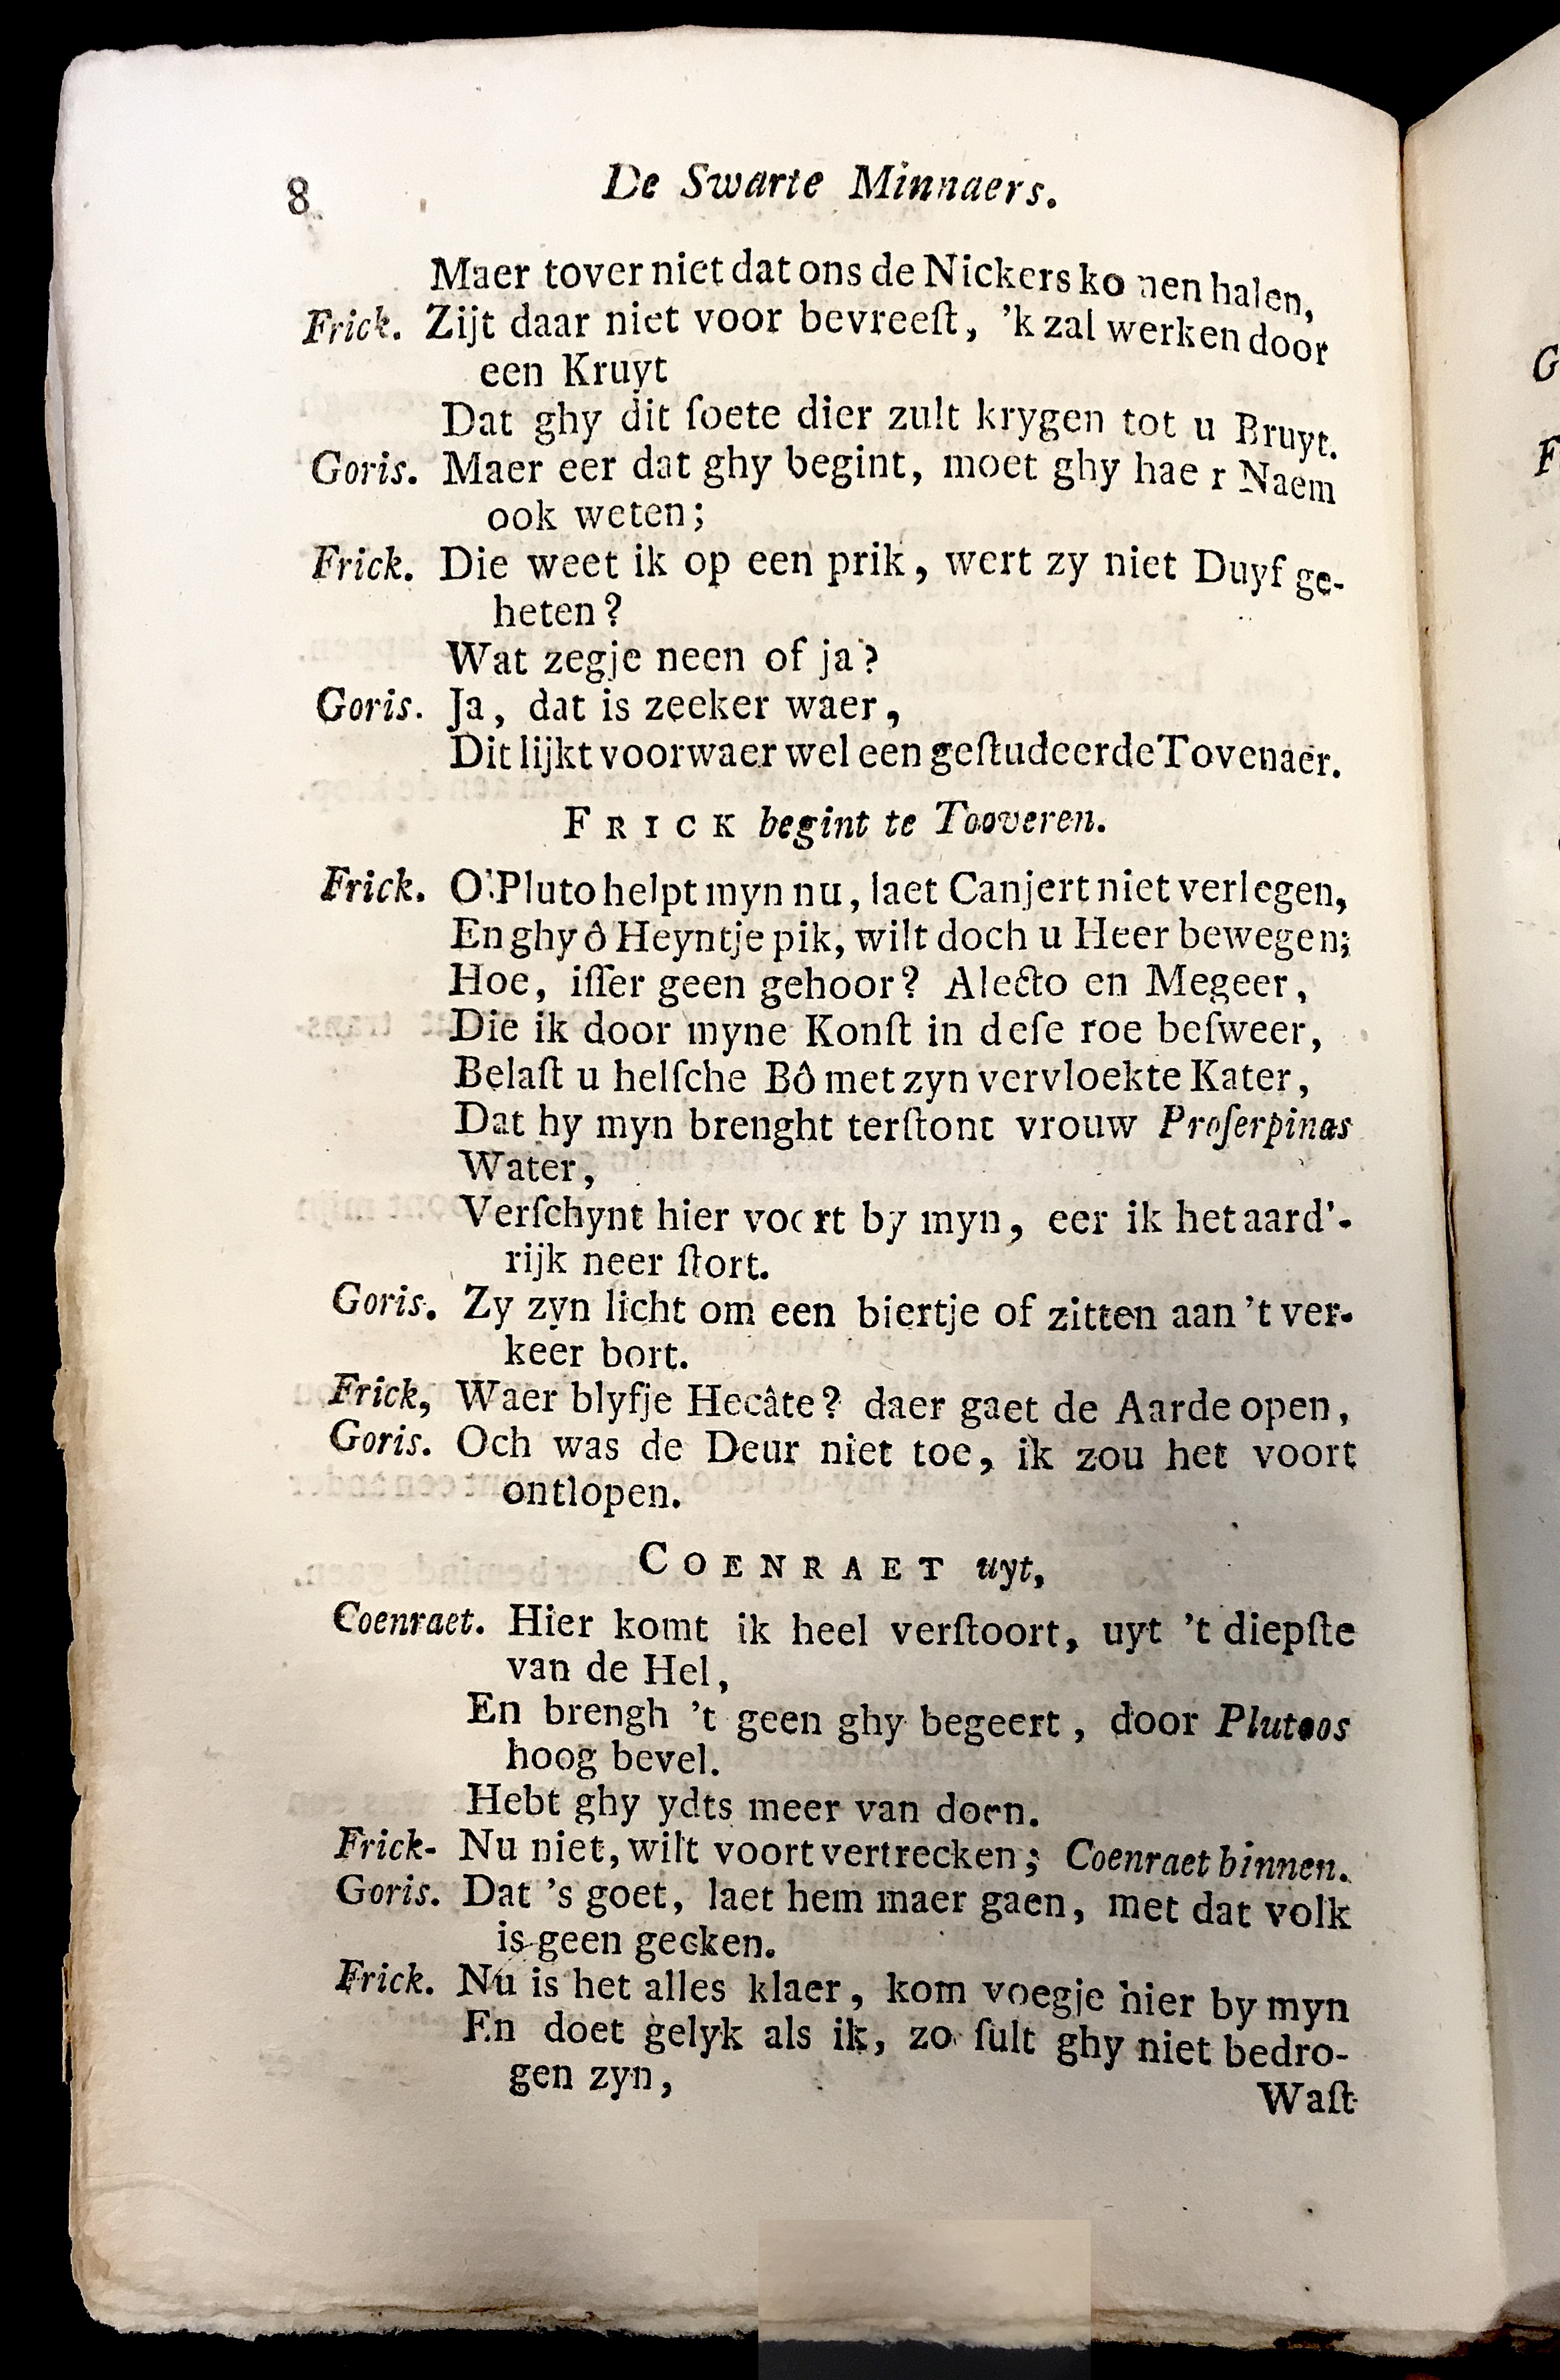 8 De Swarte Minnaers.
Maer tover niet dat ons de Nickers ko nen halen,
Frick. Zijt daar niet voor bevreeſt, 'k zal werken door
een Kruyt
Dat ghy dit ſoete dier zult krygen tot u Bruyt.
Goris. Maer eer dat ghy begint, moet ghy hae r Naem
ook weten;
Frick. Die weet ik op een prik, wert zy niet Duyf ge-
heten?
Wat zegje neen of ja?
Goris. Ja, dat is zeeker waer,
Dit lijkt voorwaer wel een geſtudeerde Tovenaer.
FRICK begint te Tooveren.
Frick. O! Pluto helpt myn nu, laet Canjert niet verlegen,
En ghy ô Heyntje pik, wilt doch u Heer bewegen;
Hoe, iſſer geen gehoor? Alecto en Megeer,
Die ik door myne Konſt in deſe roe beſweer,
Belaſt u helſche Bô met zyn vervloekte Kater,
Dat hy myn brenght terſtont vrouw Proſerpinas
Water,
Verſchynt hier voort by myn, eer ik het aard'-
rijk neer ſtort.
Goris. Zy zyn licht om een biertje of zitten aan 't ver-
keer bort.
Frick, Waer blyfje Hecâte? daer gaet de Aarde open,
Goris. Och was de Deur niet toe, ik zou het voort
ontlopen.
COENRAET uyt,
Coenraet. Hier komt ik heel verſtoort, uyt 't diepſte
van de Hel,
En brengh 't geen ghy begeert, door Plutoos
hoog bevel.
Hebt ghy ydts meer van doen.
Frick- Nu niet, wilt voort vertrecken; Coenraet binnen.
Goris. Dat 's goet, laet hem maer gaen, met dat volk
is geen gecken.
Frick. Nu is het alles klaer, kom voegje hier by myn
En doet gelyk als ik, zo ſult ghy niet bedro-
gen zyn,
Waſt
G
F